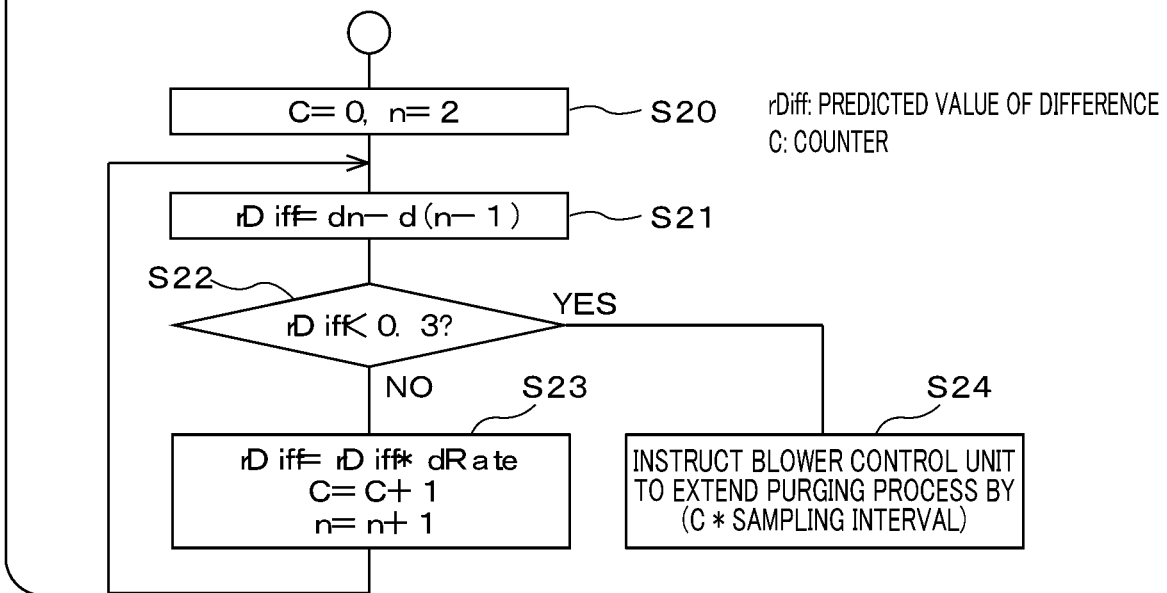 C=0, n=2
S20
rDiff: PREDICTED VALUE OF DIFFERENCE
C: COUNTER
rDiff=dn-d(n-1)
S21
S22
rDiff<0.3?
YES
NO
S23
rDiff=rDiff*dRate
C=C+1
n=n+1
S24
INSTRUCT BLOWER CONTROL UNIT
TO EXTEND PURGING PROCESS BY
(C * SAMPLING INTERVAL)